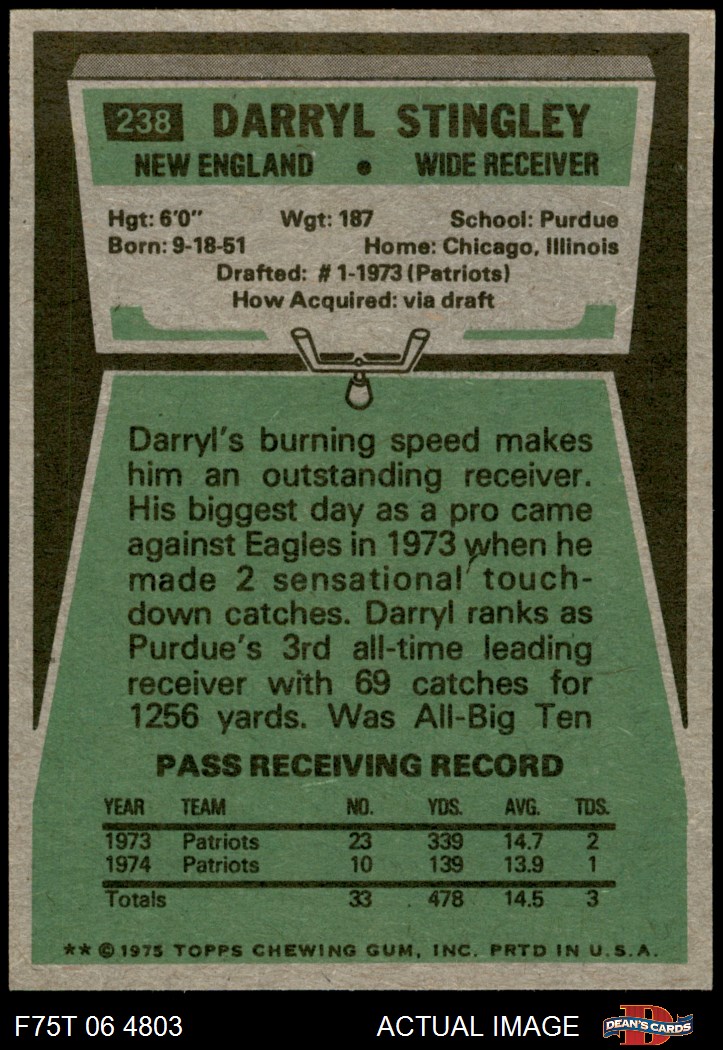 238 DARRYL STINGLEY
NEW ENGLAND • WIDE RECEIVER
Hgt: 6'0" Wgt: 187 School: Purdue
Born: 9-18-51 Home: Chicago, Illinois
Drafted: #1-1973 (Patriots)
How Acquired: via draft
Darryl's burning speed makes
him an outstanding receiver.
His biggest day as a pro came
against Eagles in 1973 when he
made 2 sensational touch-
down catches. Darryl ranks as
Purdue's 3rd all-time leading
receiver with 69 catches for
1256 yards. Was All-Big Ten
PASS RECEIVING RECORD
YEAR TEAM NO. YDS. AVG. TDS.
1973 Patriots 23 339 14.7 2
1974 Patriots 10 139 13.9 1
Totals 33 478 14.5 3
** © 1975 TOPPS CHEWING GUM, INC. PRTD IN U.S.A.
F75T 06 4803 ACTUAL IMAGE D DEAN'S CARDS